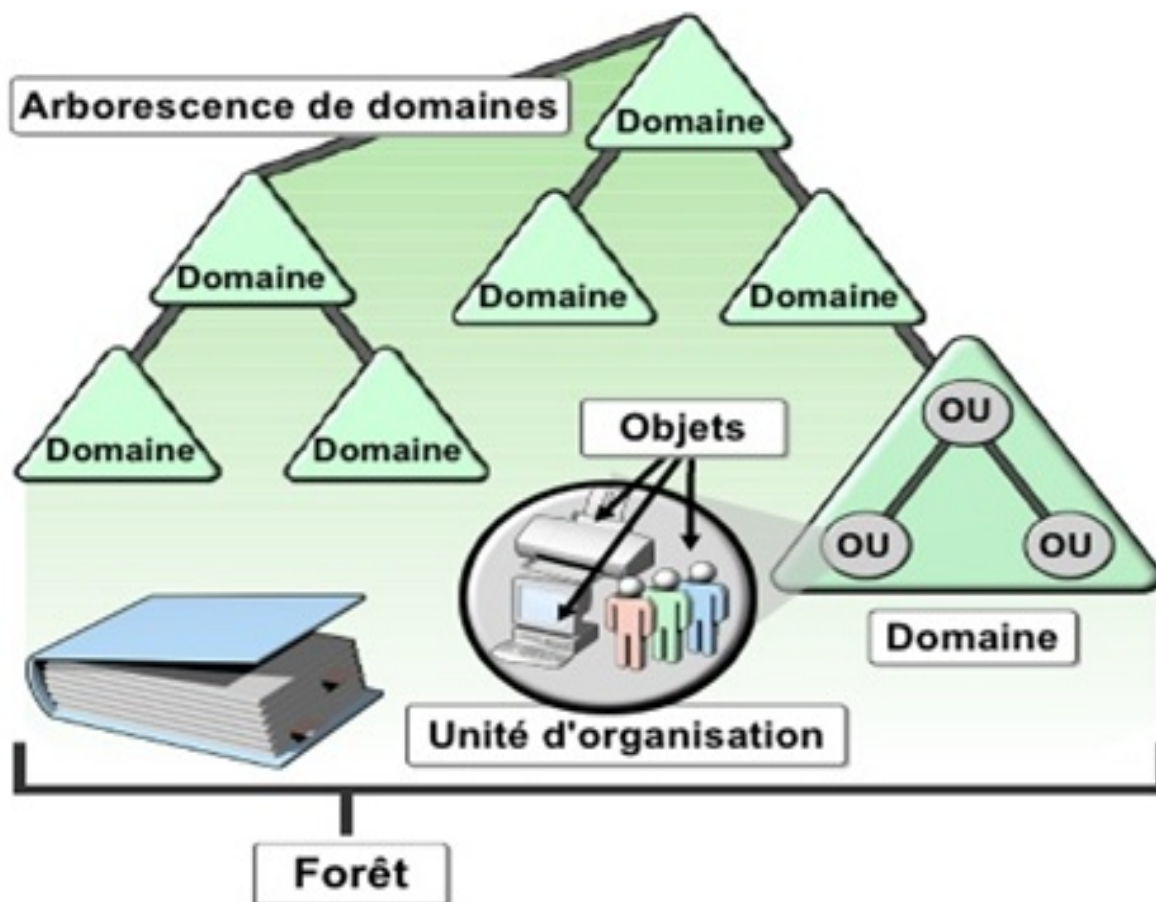 Arborescence de domaines
Domaine
Domaine
Domaine
Domaine
Domaine
Domaine
OU
OU
OU
Objets
Domaine
Unité d'organisation
Forêt